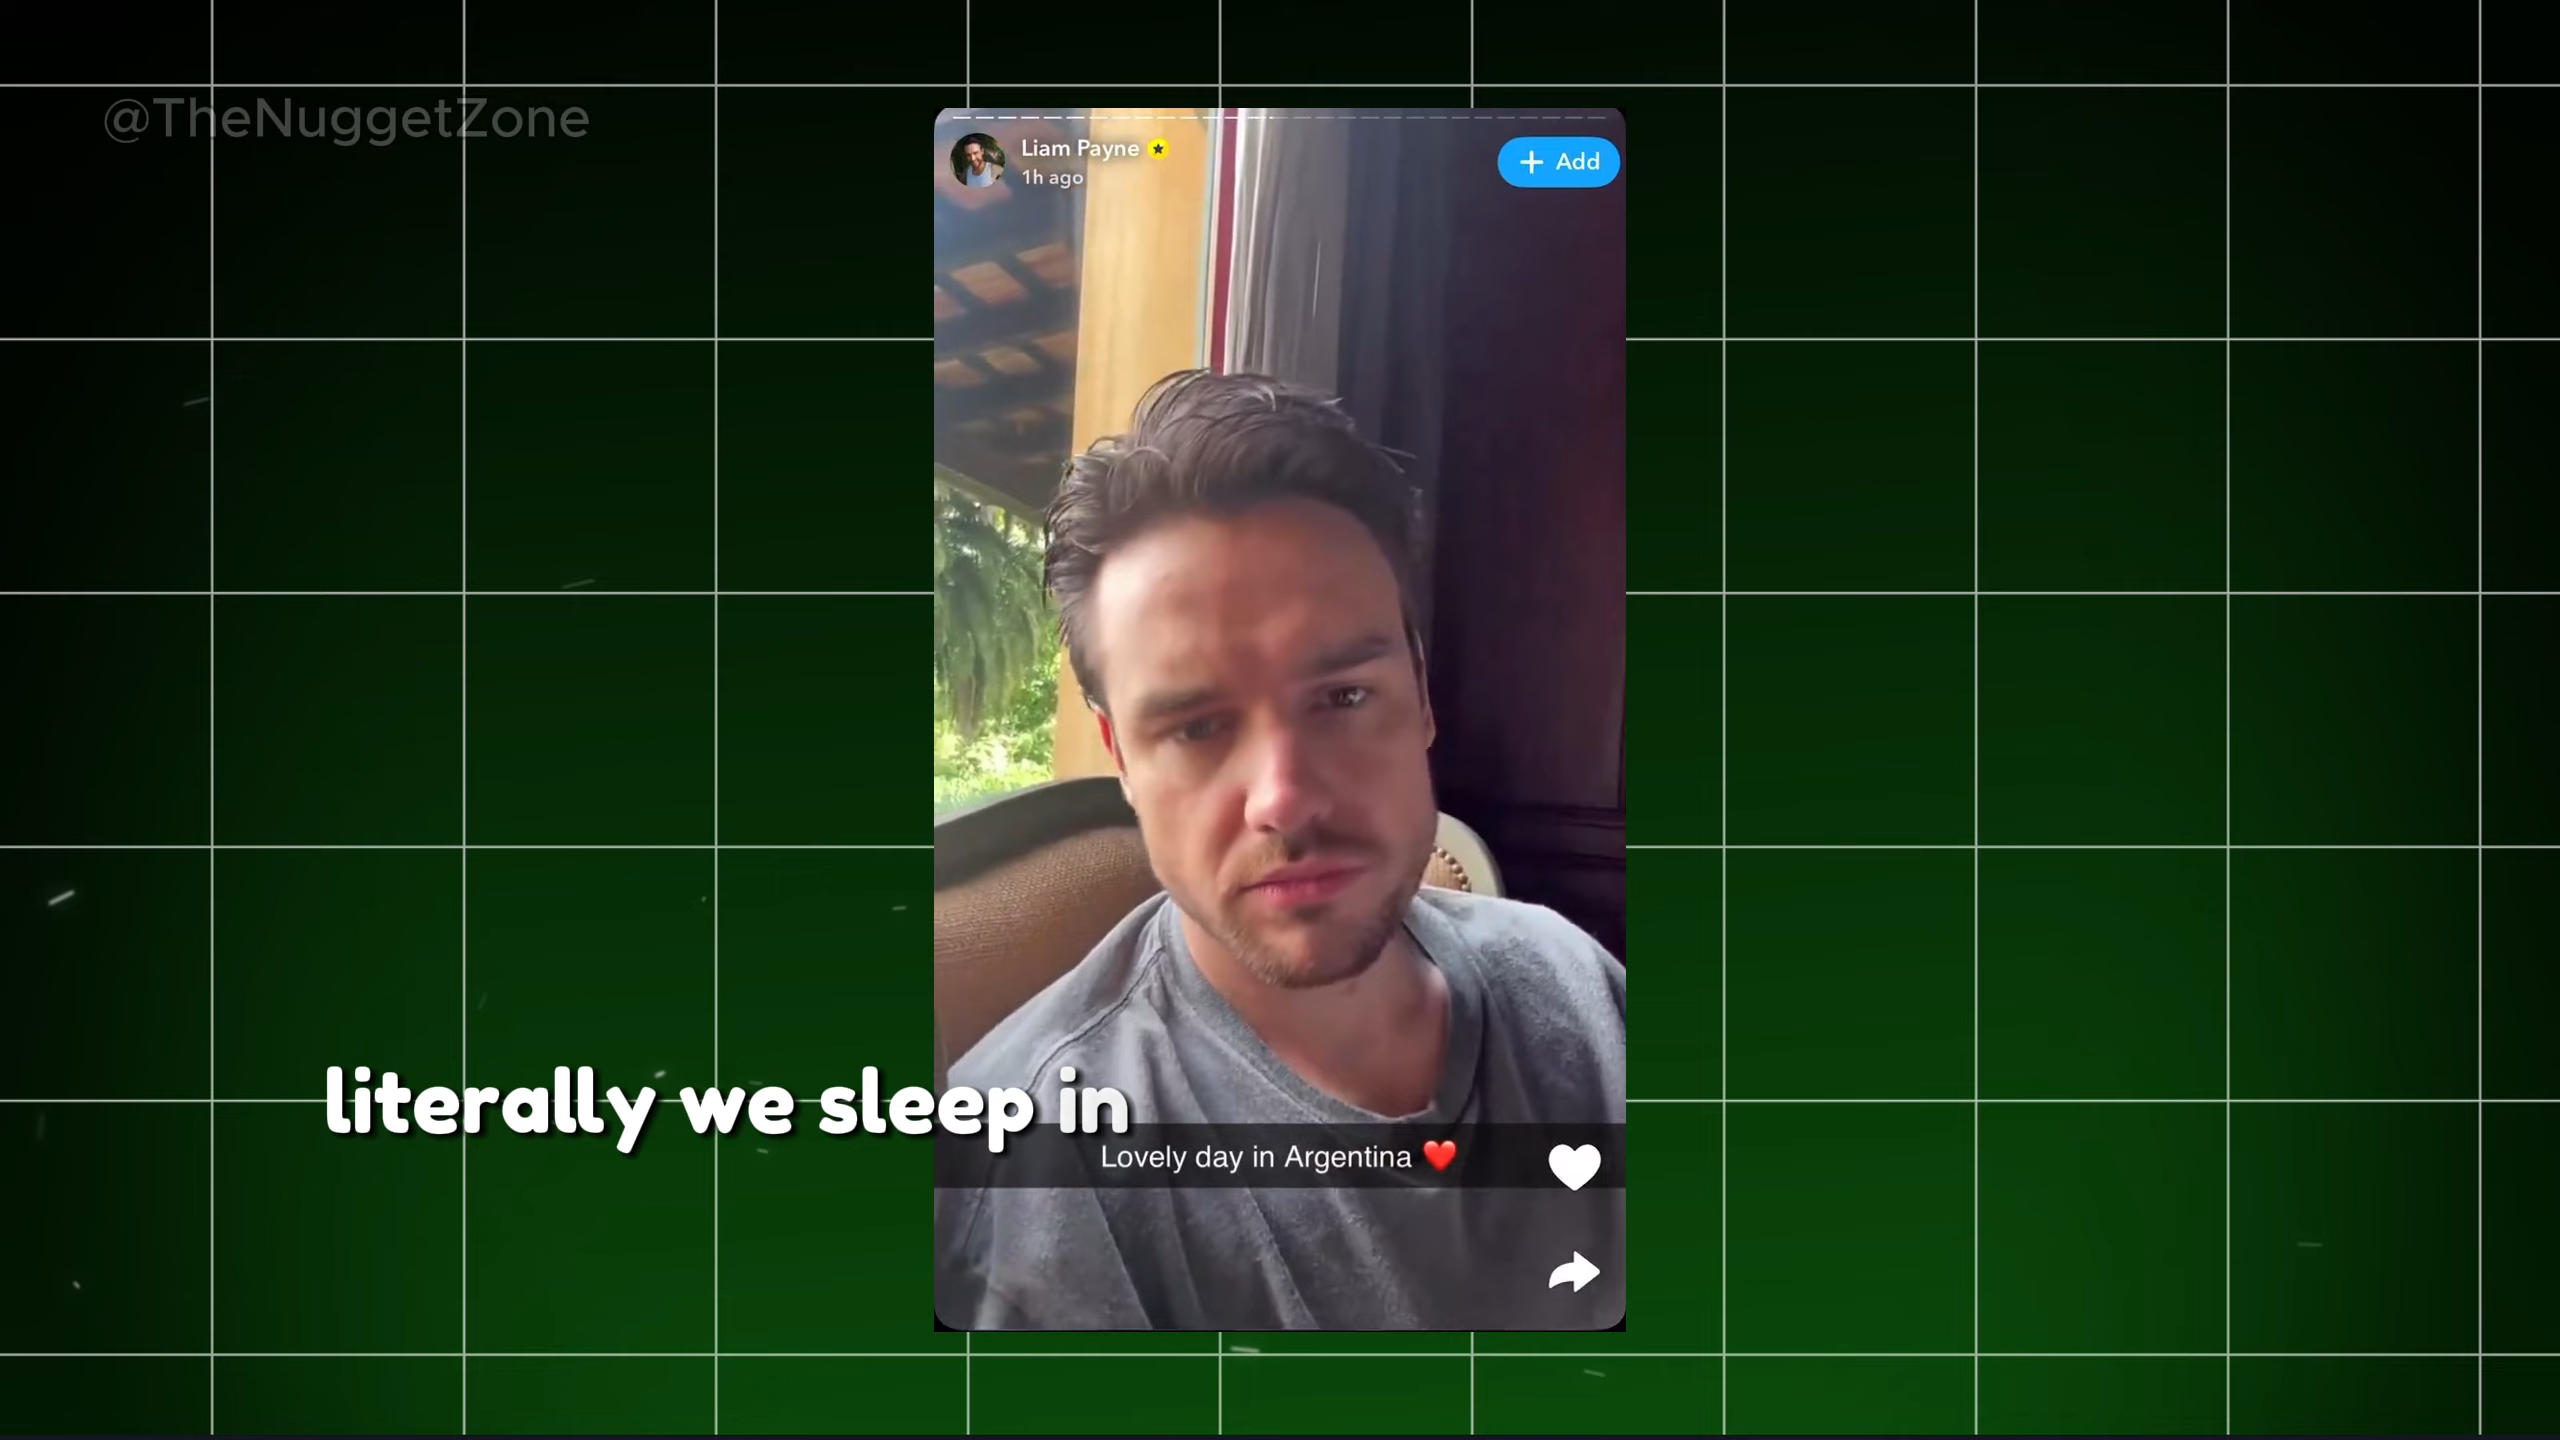 @TheNuggetZone
Liam Payne
1h ago
Add
literally we sleep in
Lovely day in Argentina ❤️